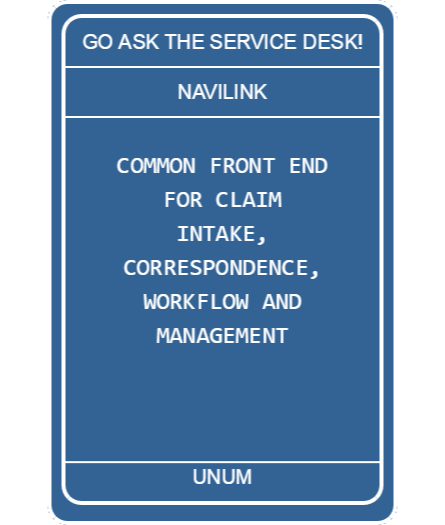 GO ASK THE SERVICE DESK!
NAVILINK
COMMON FRONT END
FOR CLAIM
INTAKE,
CORRESPONDENCE,
WORKFLOW AND
MANAGEMENT
UNUM